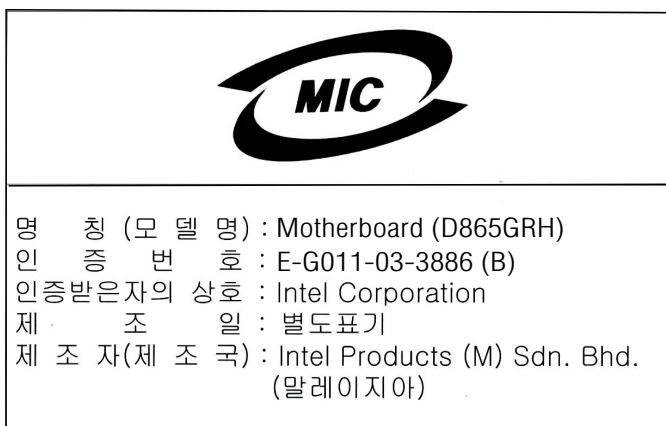 MIC
명 칭 (모 델 명) : Motherboard (D865GRH)
인 증 번 호 : E-G011-03-3886 (B)
인증받은자의 상호 : Intel Corporation
제 조 일 : 별도표기
제 조 자(제 조 국) : Intel Products (M) Sdn. Bhd.
(말레이지아)